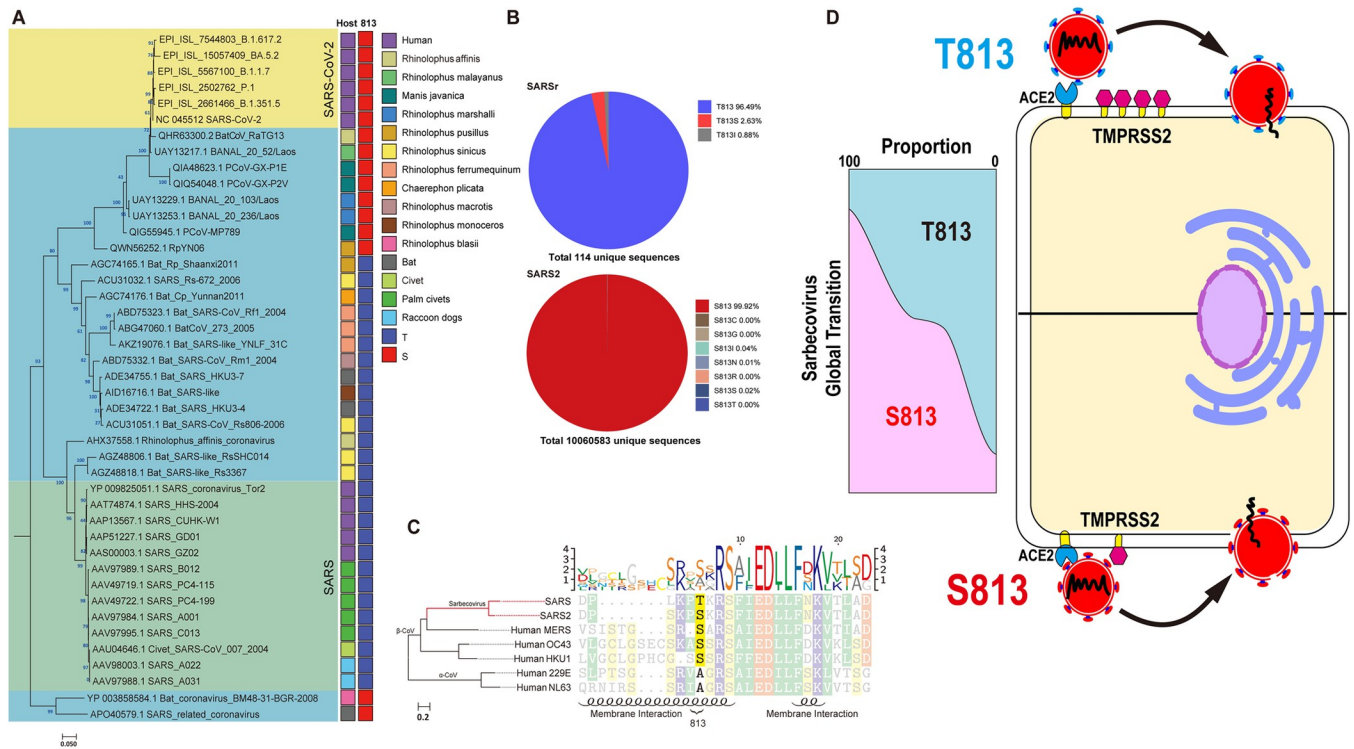 A
Host 813
EPI_ISL_7544803_B.1.617.2
EPI_ISL_15057409_BA.5.2
EPI_ISL_5567100_B.1.1.7
EPI_ISL_2502762_P.1
EPI_ISL_2661466_B.1.351.5
NC 045512 SARS-CoV-2
QHR63300.2 BatCoV_RaTG13
UAY13217.1 BANAL_20_52/Laos
QIA48623.1 PCoV-GX-P1E
QIQ54048.1 PCoV-GX-P2V
UAY13229.1 BANAL_20_103/Laos
UAY13253.1 BANAL_20_236/Laos
QIG55945.1 PCoV-MP789
QWN56252.1 RpYN06
AGC74165.1 Bat_Rp_Shaanxi2011
ACU31032.1 SARS_Rs-672_2006
AGC74176.1 Bat_Cp_Yunnan2011
ABD75323.1 Bat_SARS-CoV_Rf1_2004
ABG47060.1 BatCoV_273_2005
AKZ19076.1 Bat_SARS-like_YNLF_31C
ABD75332.1 Bat_SARS-CoV_Rm1_2004
ADE34755.1 Bat_SARS_HKU3-7
AID16716.1 Bat_SARS-like
ADE34722.1 Bat_SARS_HKU3-4
ACU31051.1 Bat_SARS-CoV_Rs806-2006
AHX37558.1 Rhinolophus_affinis_coronavirus
AGZ48806.1 Bat_SARS-like_RsSHC014
AGZ48818.1 Bat_SARS-like_Rs3367
YP 009825051.1 SARS_coronavirus_Tor2
AAT74874.1 SARS_HHS-2004
AAP13567.1 SARS_CUHK-W1
AAP51227.1 SARS_GD01
AAS00003.1 SARS_GZ02
AAV97989.1 SARS_B012
AAV49719.1 SARS_PC4-115
AAV49722.1 SARS_PC4-199
AAV97984.1 SARS_A001
AAV97995.1 SARS_C013
AAU04646.1 Civet_SARS-CoV_007_2004
AAV98003.1 SARS_A022
AAV97988.1 SARS_A031
YP 003858584.1 Bat_coronavirus_BM48-31-BGR-2008
APO40579.1 SARS_related_coronavirus
0.050
SARS-CoV-2
SARS
Human
Rhinolophus affinis
Rhinolophus malayanus
Manis javanica
Rhinolophus marshalli
Rhinolophus pusillus
Rhinolophus sinicus
Rhinolophus ferrumequinum
Chaerephon plicata
Rhinolophus macrotis
Rhinolophus monoceros
Rhinolophus blasii
Bat
Civet
Palm civets
Raccoon dogs
T
S
B
SARSr
T813 96.49%
T813S 2.63%
T813I 0.88%
Total 114 unique sequences
SARS2
S813 99.92%
S813C 0.00%
S813G 0.00%
S813I 0.04%
S813N 0.01%
S813R 0.00%
S813S 0.02%
S813T 0.00%
Total 10060583 unique sequences
C
10
20
Sarbecovirus
β-CoV
α-CoV
SARS DP.......SKPTKRSFIEDLLFNKVTLAD
SARS2 DP.......SKPSKRSFIEDLLFNKVTLAD
Human MERS VSISTG...SRSARSAIEDLLFDKVTIAD
Human OC43
Human HKU1
Human 229E
Human NL63
0.2
Membrane Interaction
813
Membrane Interaction
D
T813
ACE2
TMPRSS2
Proportion
100
0
Sarbecovirus
Global Transition
T813
S813
TMPRSS2
ACE2
S813